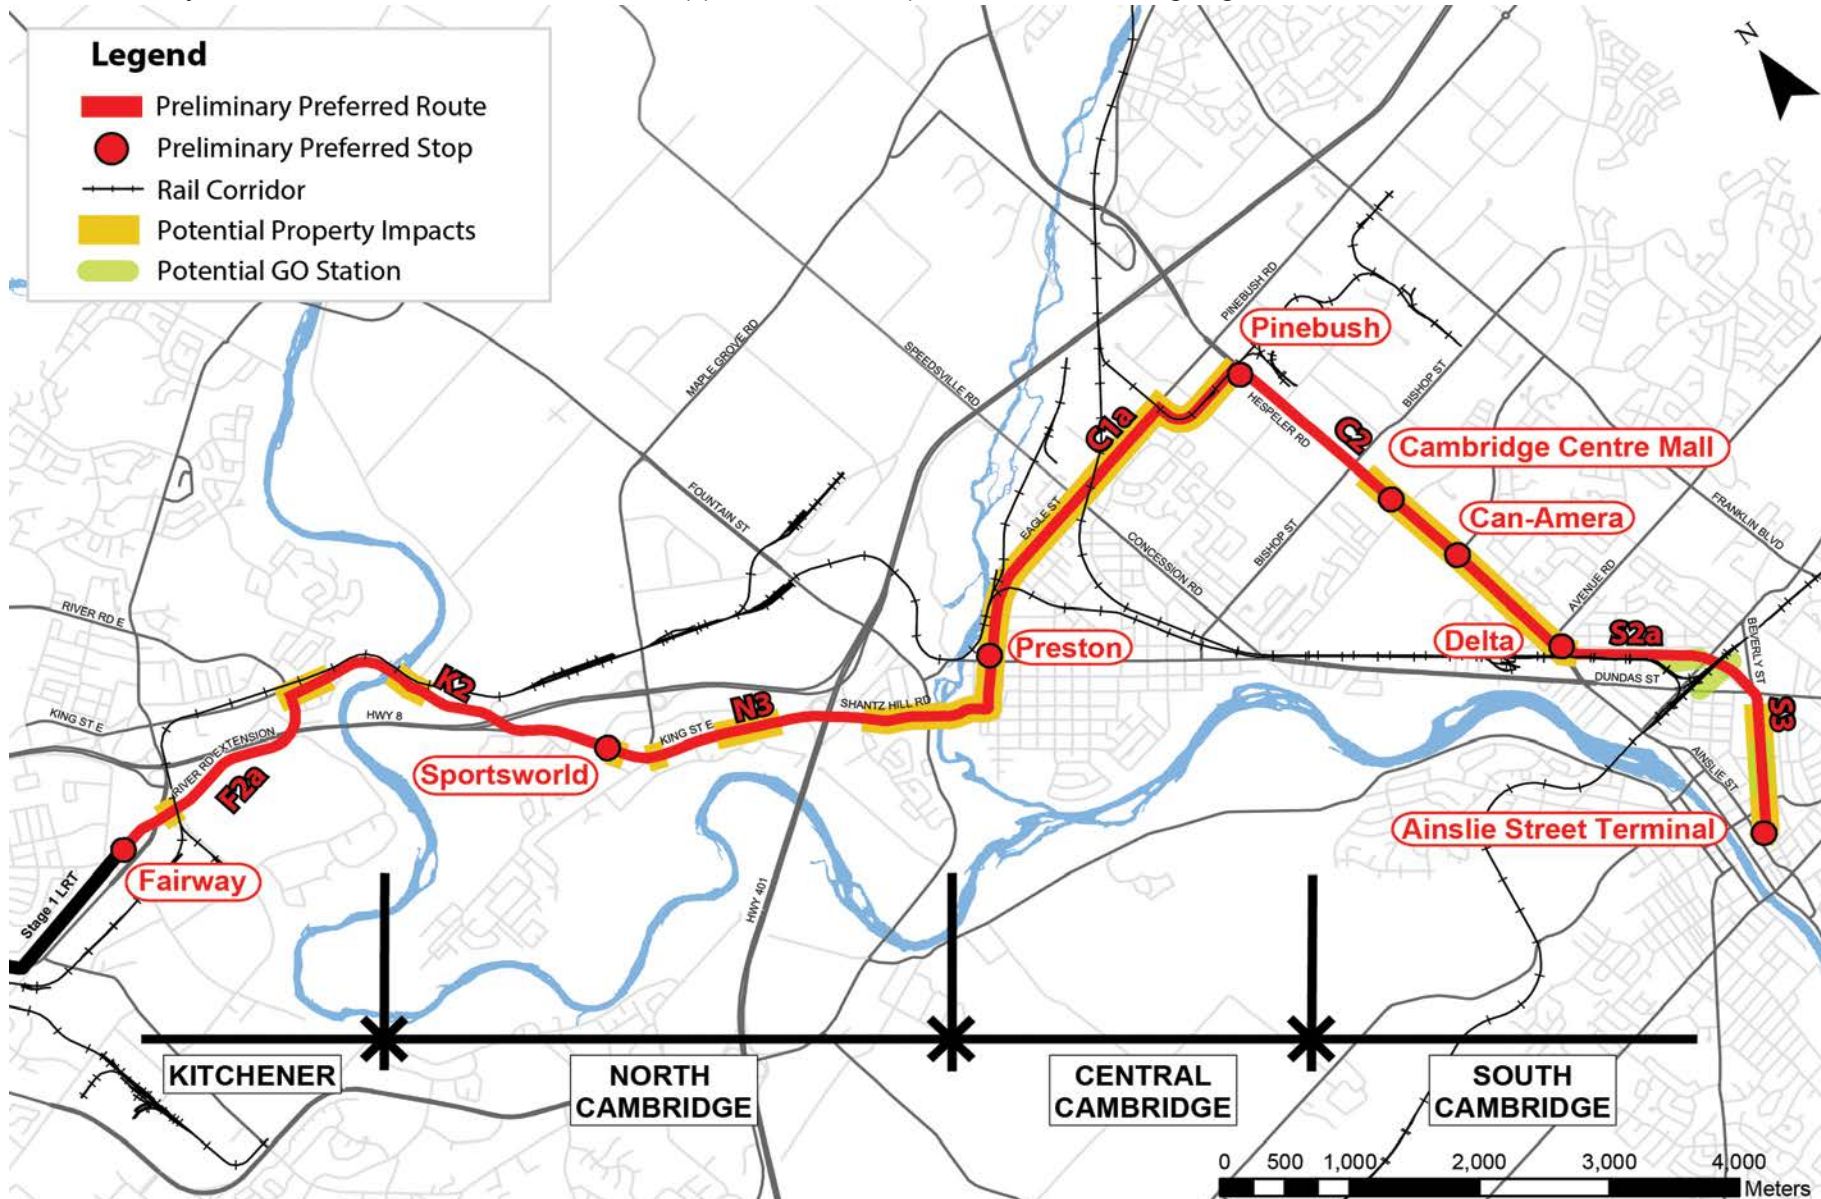 Legend
Preliminary Preferred Route
Preliminary Preferred Stop
Rail Corridor
Potential Property Impacts
Potential GO Station
N
PINEBUSH RD
Pinebush
MAPLE GROVE RD
SPEEDSVILLE RD
BISHOP ST
HESPELER RD
C1a
C2
Cambridge Centre Mall
FOUNTAIN ST
FRANKLIN BLVD
Can-Amera
EAGLE ST
BISHOP ST
CONCESSION RD
AVENUE RD
RIVER RD E
Delta
S2a
BEVERLY ST
Preston
K2
DUNDAS ST
KING ST E
HWY 8
N3
SHANTZ HILL RD
S3
KING ST E
RIVER RD EXTENSION
F2a
Sportsworld
AINSLIE ST
Ainslie Street Terminal
Fairway
Stage 1 LRT
HWY 401
KITCHENER
NORTH
CAMBRIDGE
CENTRAL
CAMBRIDGE
SOUTH
CAMBRIDGE
0 500 1,000 2,000 3,000 4,000
Meters